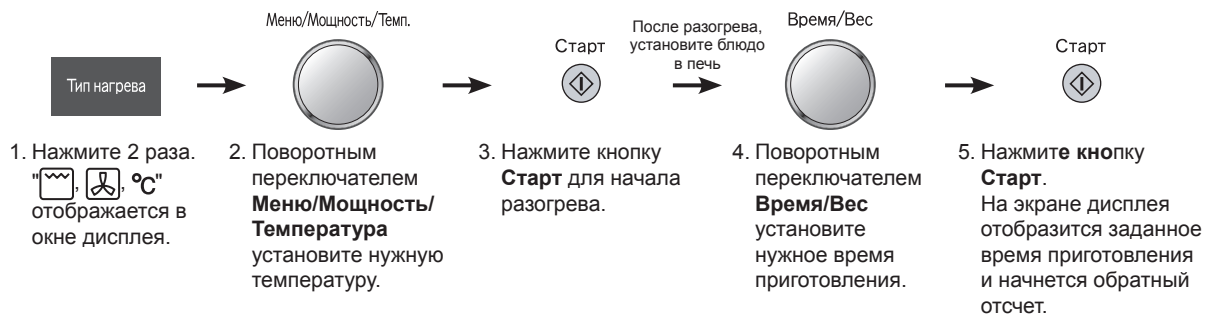 Меню/Мощность/Темп.
Старт
После разогрева,
установите блюдо
в печь
Время/Вес
Старт
Тип нагрева
1. Нажмите 2 раза.
" , , °C"
отображается в
окне дисплея.
2. Поворотным
переключателем
Меню/Мощность/
Температура
установите нужную
температуру.
3. Нажмите кнопку
Старт для начала
разогрева.
4. Поворотным
переключателем
Время/Вес
установите
нужное время
приготовления.
5. Нажмите кнопку
Старт.
На экране дисплея
отобразится заданное
время приготовления
и начнется обратный
отсчет.